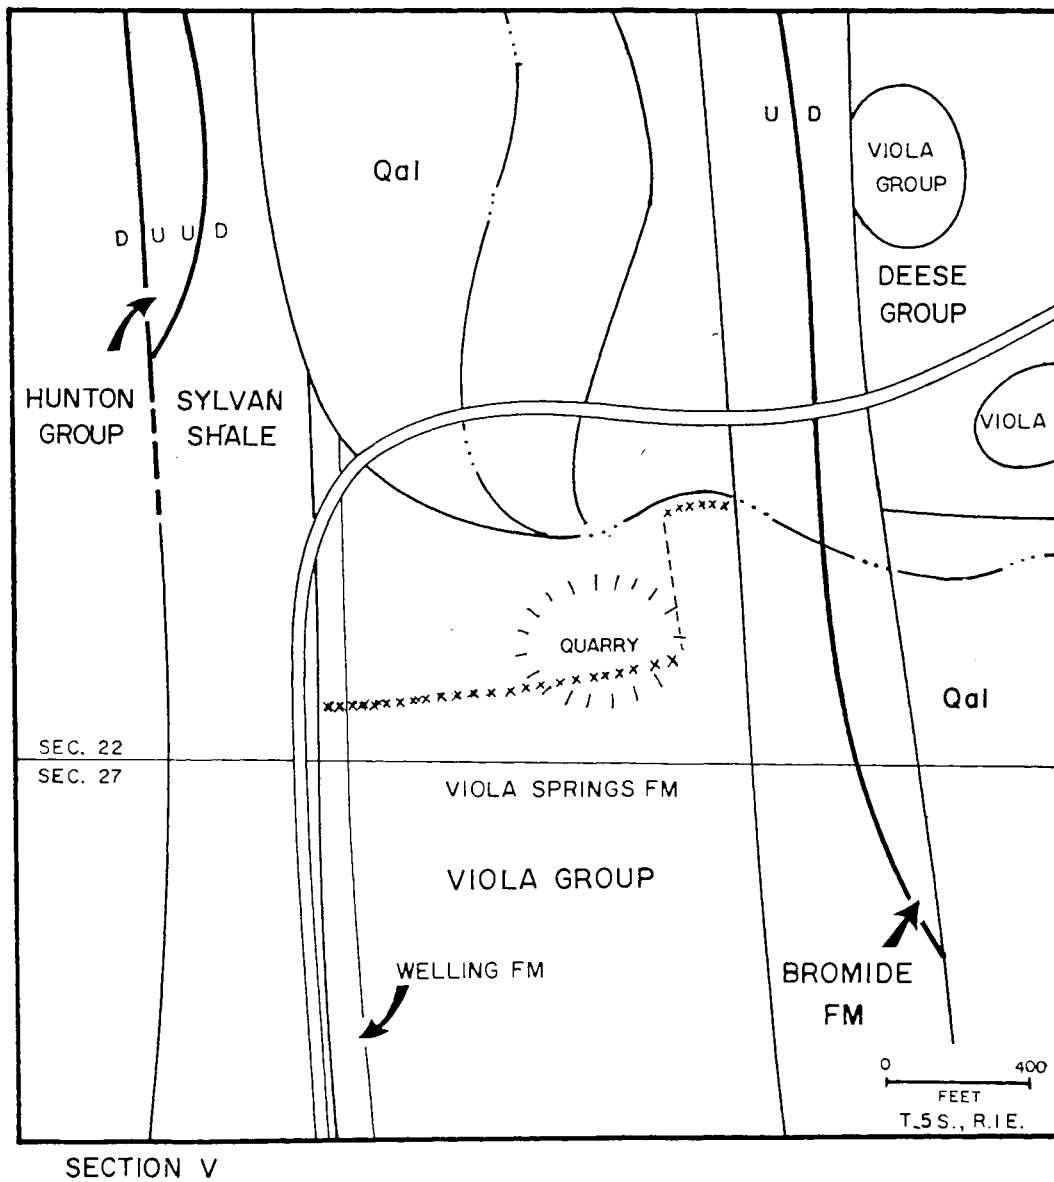 U D
VIOLA
GROUP
Qal
D U U D
DEESE
GROUP
HUNTON
GROUP
SYLVAN
SHALE
VIOLA
QUARRY
Qal
SEC. 22
SEC. 27
VIOLA SPRINGS FM
VIOLA GROUP
WELLING FM
BROMIDE
FM
0 400
FEET
T.5S., R.1E.
SECTION V